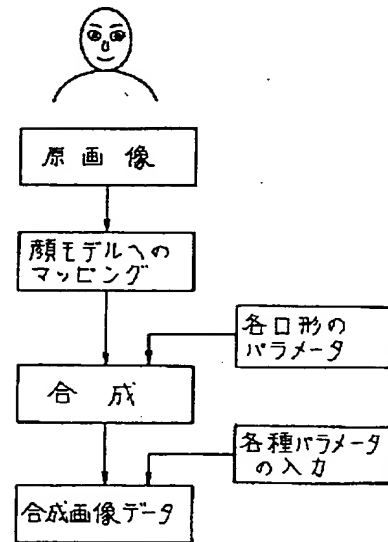 原画像
顔モデルへの
マッピング
各口形の
パラメータ
合成
各種パラメータ
の入力
合成画像データ